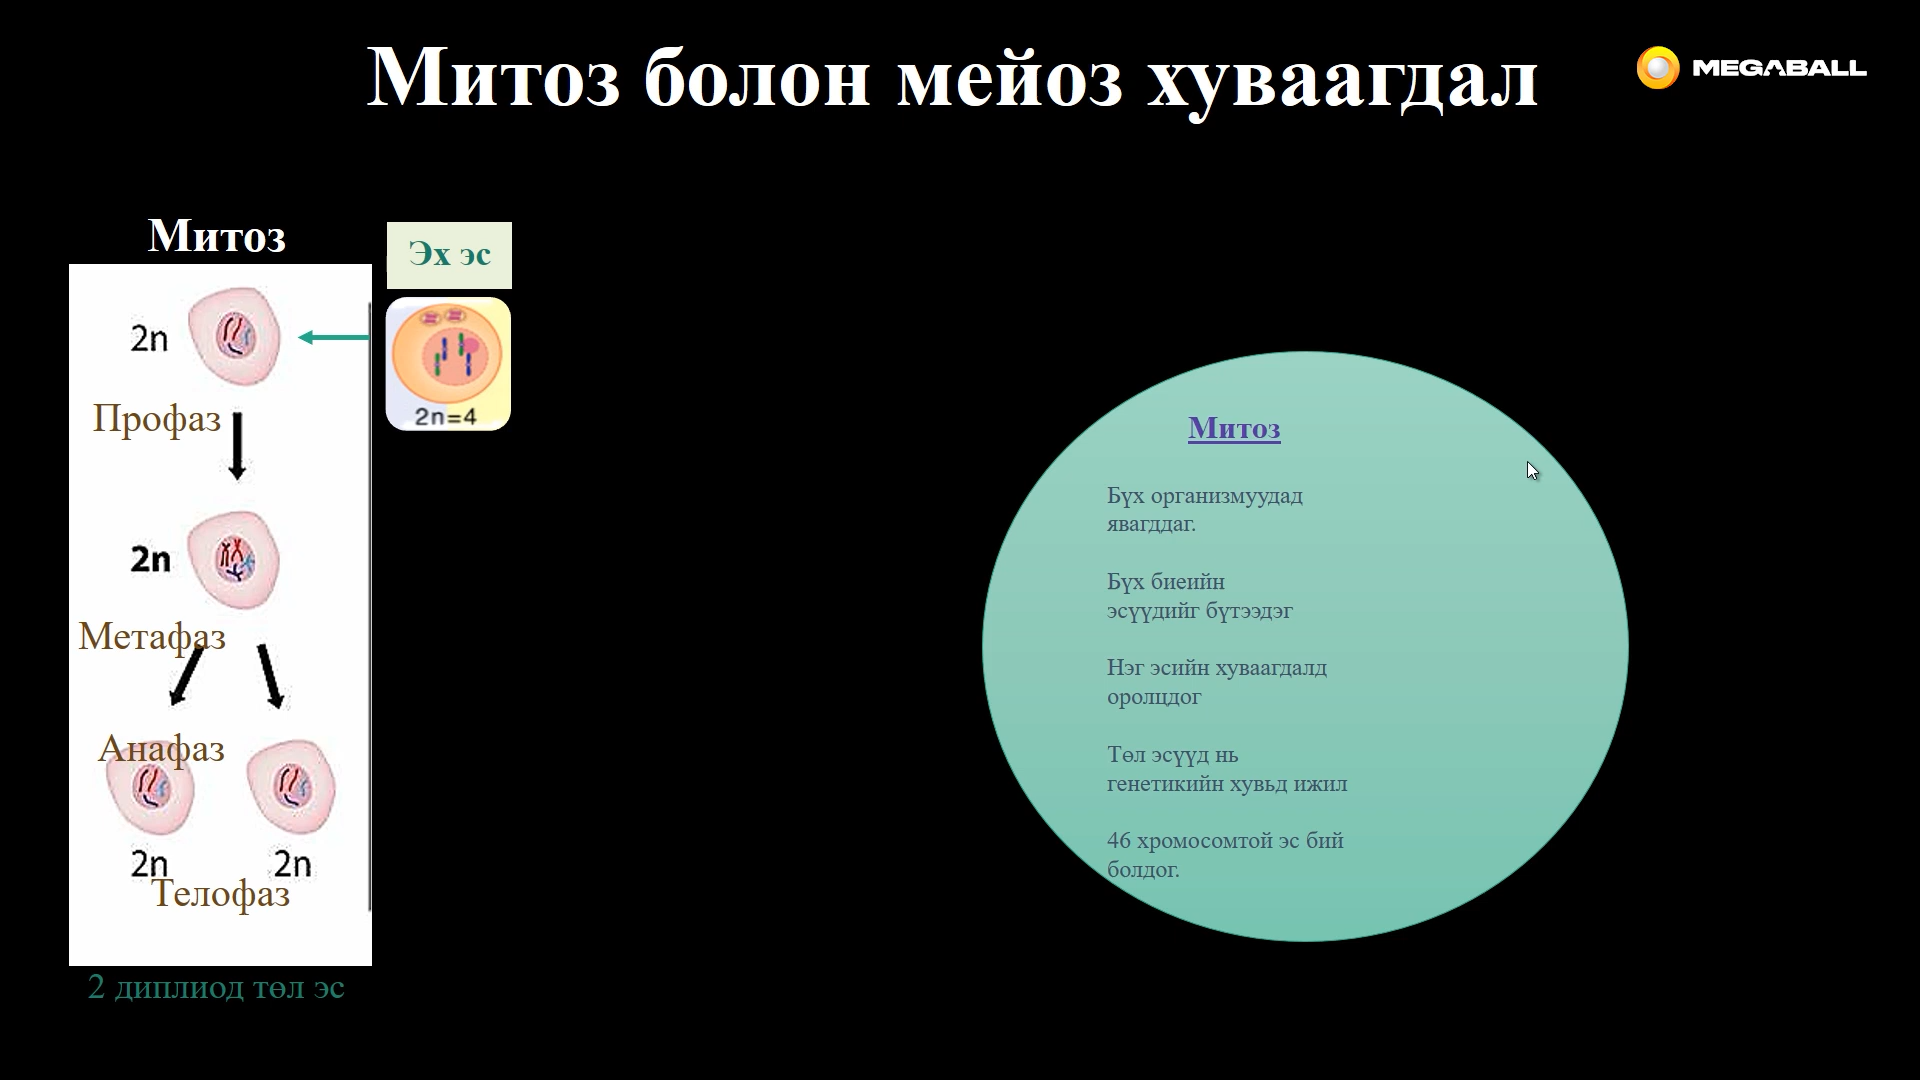 Митоз болон мейоз хуваагдал
MEGABALL
Митоз
Эх эс
2n
2n=4
Профаз
2n
Метафаз
Анафаз
2n 2n
Телофаз
2 диплиод төл эс
Митоз
Бүх организмуудад
явагддаг.
Бүх биеийн
эсүүдийг бүтээдэг
Нэг эсийн хуваагдалд
оролцдог
Төл эсүүд нь
генетикийн хувьд ижил
46 хромосомтой эс бий
болдог.